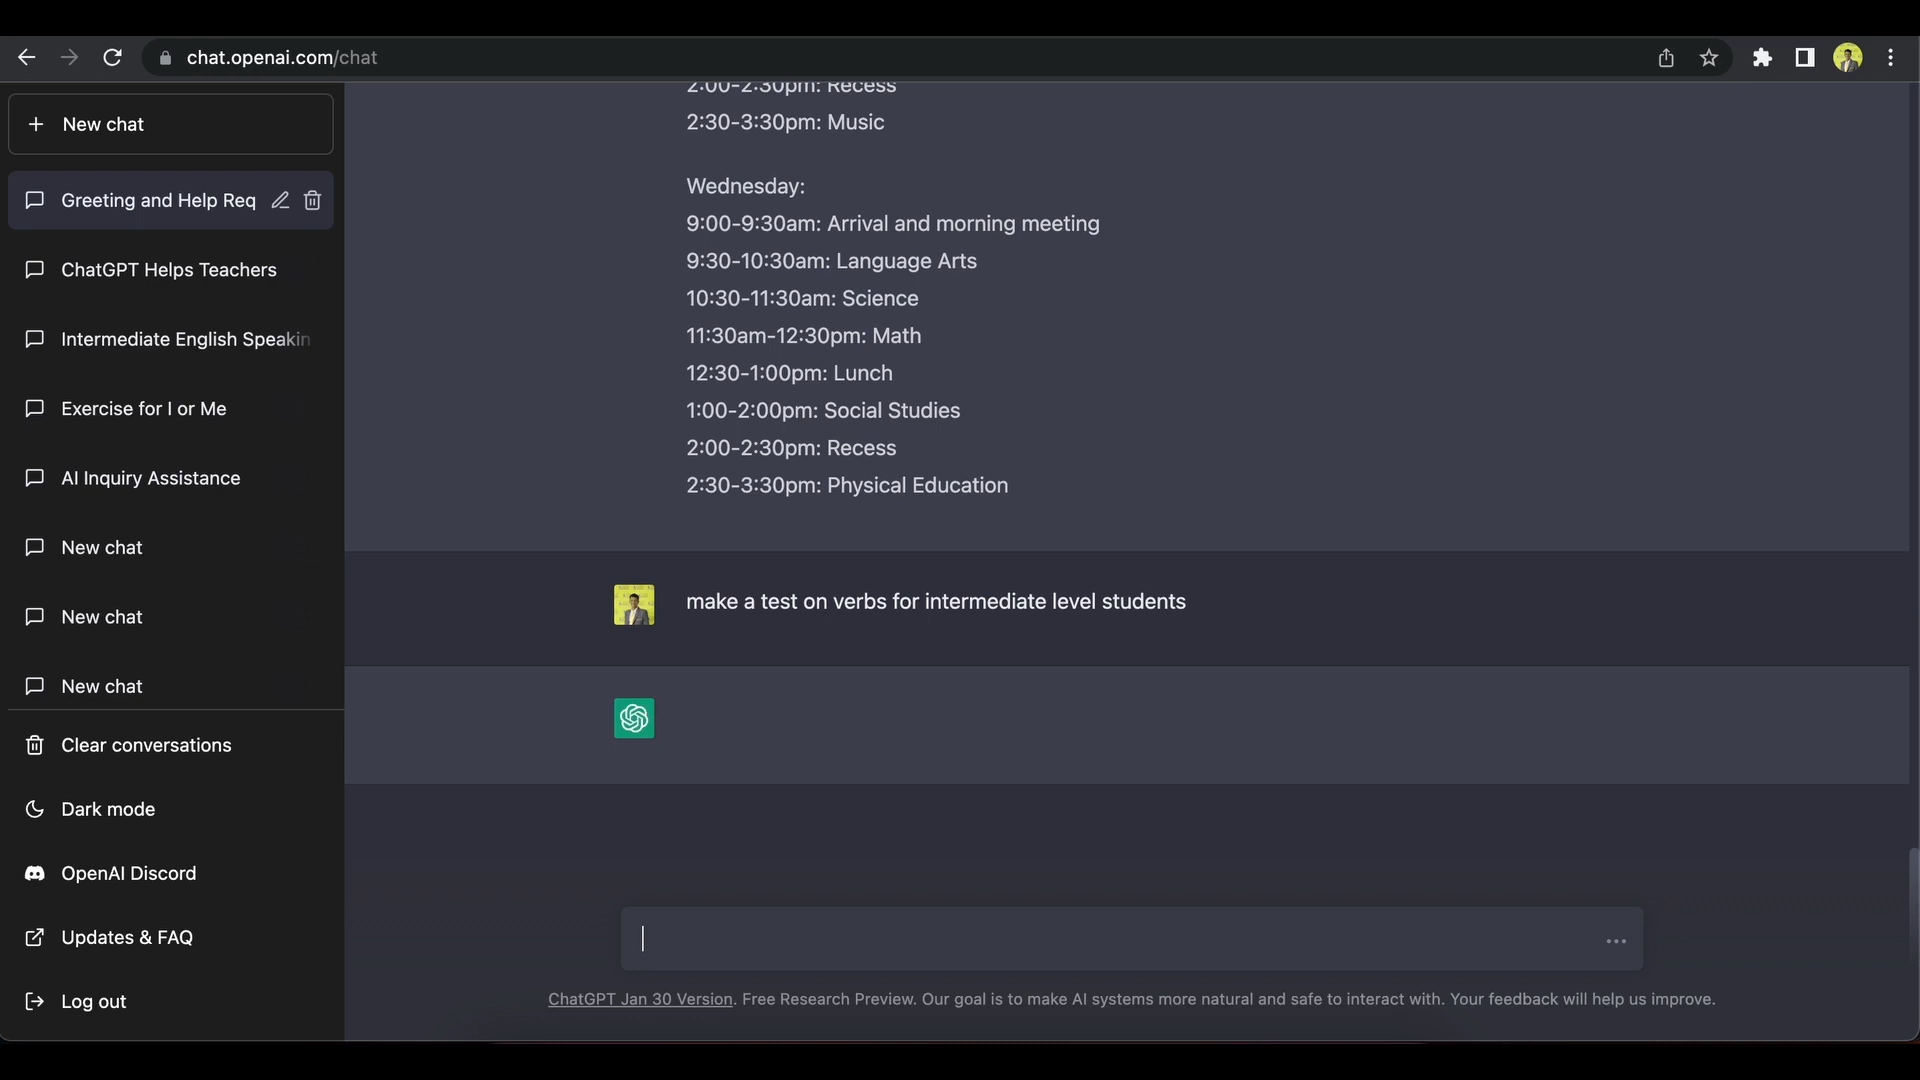 chat.openai.com/chat
New chat
Greeting and Help Req
ChatGPT Helps Teachers
Intermediate English Speakin
Exercise for I or Me
AI Inquiry Assistance
New chat
New chat
New chat
Clear conversations
Dark mode
OpenAI Discord
Updates & FAQ
Log out
2:00-2:30pm: Recess
2:30-3:30pm: Music
Wednesday:
9:00-9:30am: Arrival and morning meeting
9:30-10:30am: Language Arts
10:30-11:30am: Science
11:30am-12:30pm: Math
12:30-1:00pm: Lunch
1:00-2:00pm: Social Studies
2:00-2:30pm: Recess
2:30-3:30pm: Physical Education
make a test on verbs for intermediate level students
ChatGPT Jan 30 Version. Free Research Preview. Our goal is to make AI systems more natural and safe to interact with. Your feedback will help us improve.